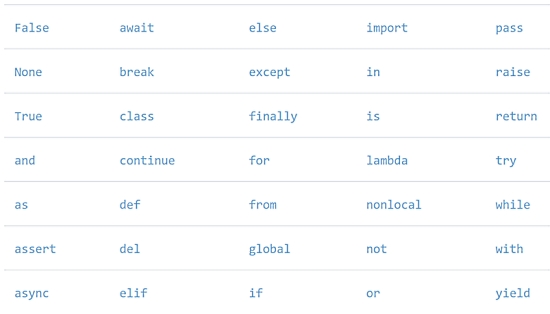 False await else import pass
None break except in raise
True class finally is return
and continue for lambda try
as def from nonlocal while
assert del global not with
async elif if or yield